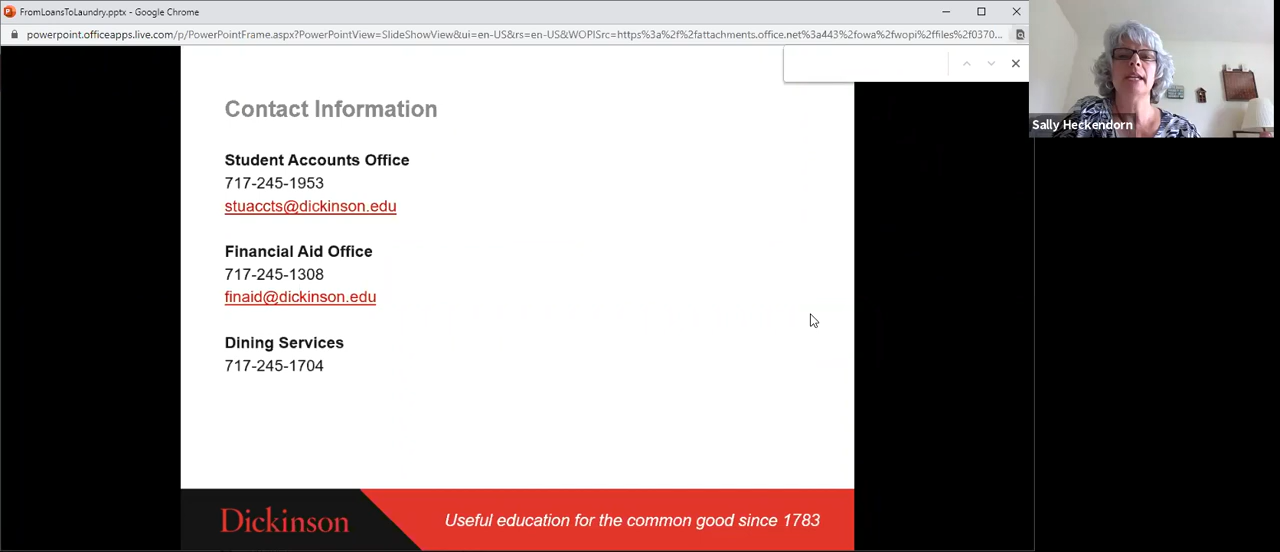 FromLoansToLaundry.pptx - Google Chrome
powerpoint.officeapps.live.com/p/PowerPointFrame.aspx?PowerPointView=SlideShowView&ui=en-US&rs=en-US&WOPISrc=https%3a%2f%2fattachments.office.net%3a443%2fowa%2fwopi%2ffiles%2f0370...
Contact Information
Student Accounts Office
717-245-1953
stuaccts@dickinson.edu
Financial Aid Office
717-245-1308
finaid@dickinson.edu
Dining Services
717-245-1704
Dickinson
Useful education for the common good since 1783
Sally Heckendorn